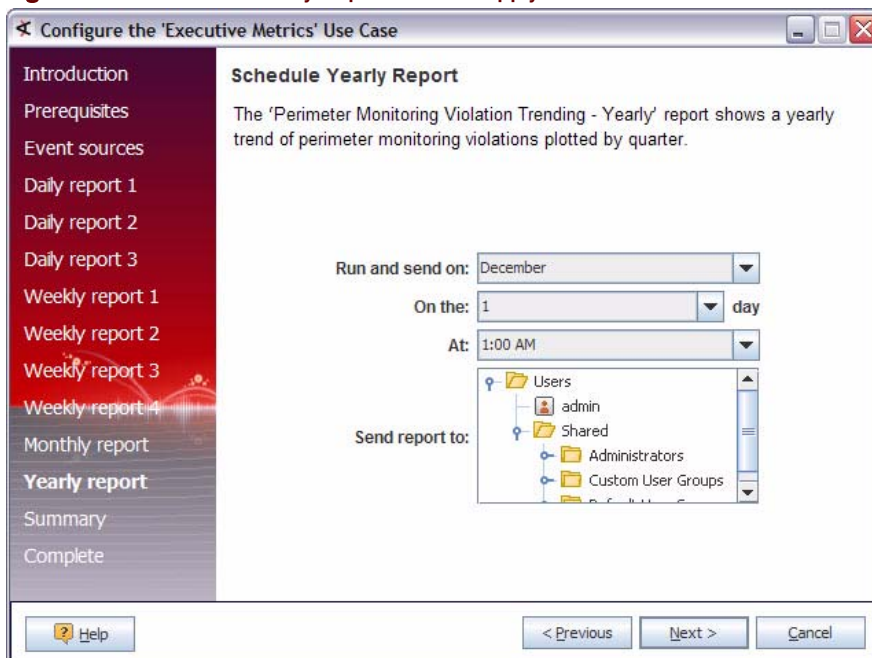 Configure the 'Executive Metrics' Use Case
Introduction
Prerequisites
Event sources
Daily report 1
Daily report 2
Daily report 3
Weekly report 1
Weekly report 2
Weekly report 3
Weekly report 4
Monthly report
Yearly report
Summary
Complete
Schedule Yearly Report
The ‘Perimeter Monitoring Violation Trending - Yearly’ report shows a yearly
trend of perimeter monitoring violations plotted by quarter.
Run and send on: December
On the: 1 day
At: 1:00 AM
Send report to:
Users
admin
Shared
Administrators
Custom User Groups
Help
< Previous
Next >
Cancel